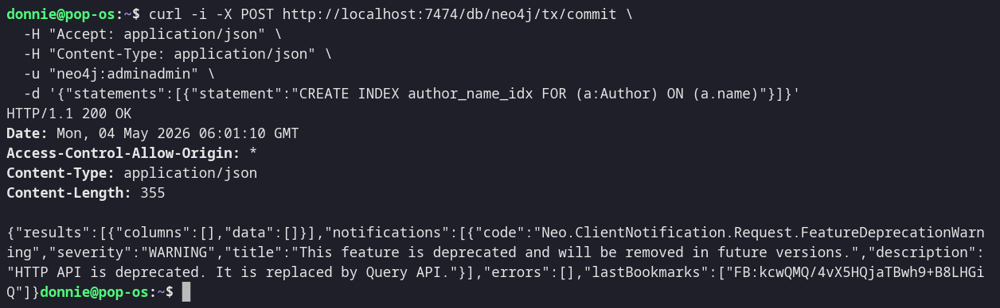 donnie@pop-os:~$ curl -i -X POST http://localhost:7474/db/neo4j/tx/commit \
  -H "Accept: application/json" \
  -H "Content-Type: application/json" \
  -u "neo4j:adminadmin" \
  -d '{"statements":[{"statement":"CREATE INDEX author_name_idx FOR (a:Author) ON (a.name)"}]}'
HTTP/1.1 200 OK
Date: Mon, 04 May 2026 06:01:10 GMT
Access-Control-Allow-Origin: *
Content-Type: application/json
Content-Length: 355

{"results":[{"columns":[],"data":[]}],"notifications":[{"code":"Neo.ClientNotification.Request.FeatureDeprecationWarn
ing","severity":"WARNING","title":"This feature is deprecated and will be removed in future versions.","description":
"HTTP API is deprecated. It is replaced by Query API."}],"errors":[],"lastBookmarks":["FB:kcwQMQ/4vX5HQjaTBwh9+B8LHGi
Q"]}donnie@pop-os:~$